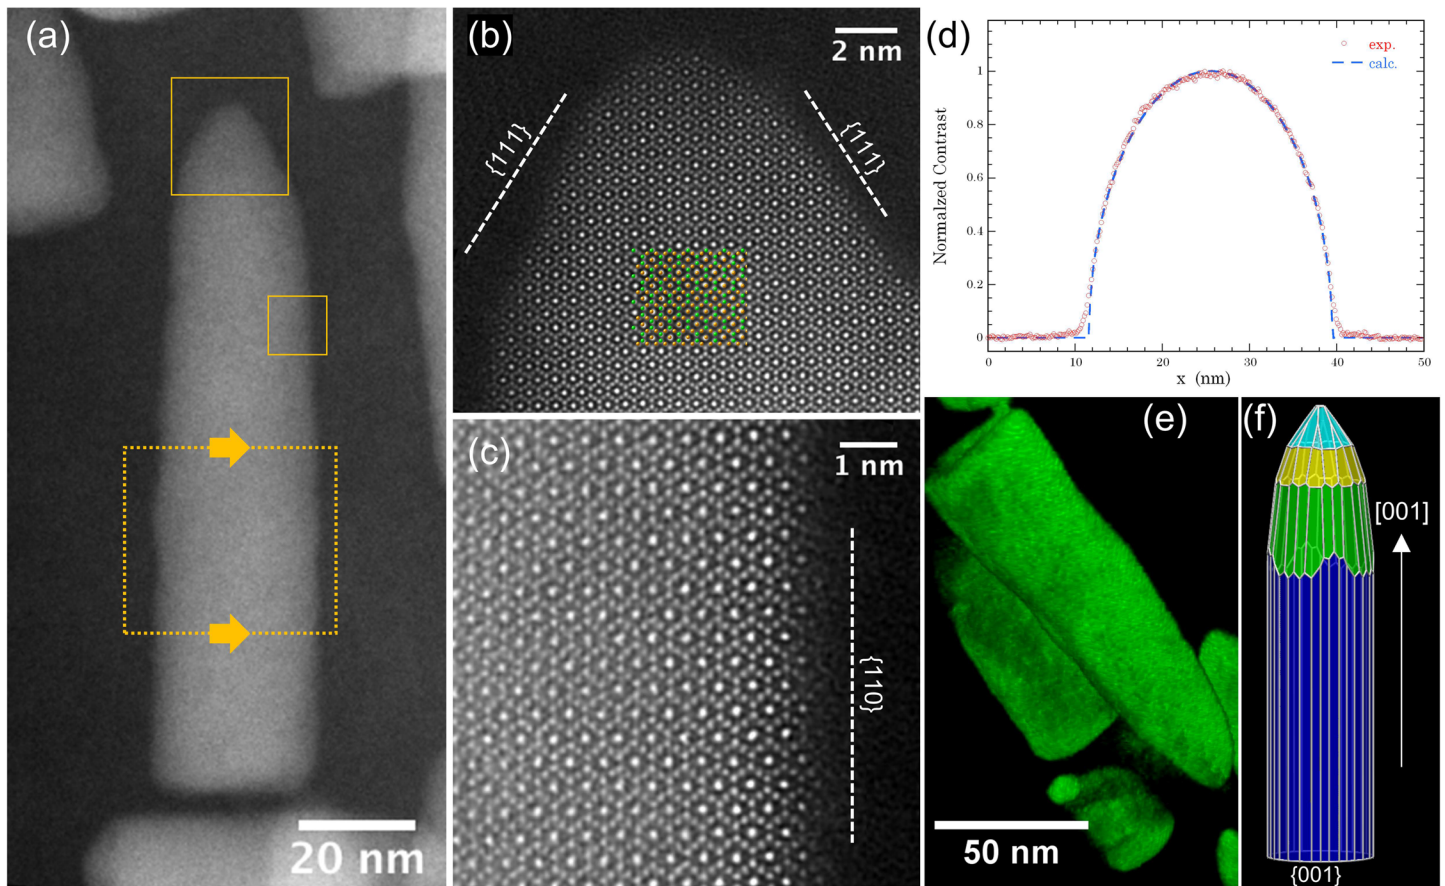 (a)
20 nm
(b)
2 nm
{111}
{111}
(c)
1 nm
{110}
(d)
exp.
calc.
Normalzed Contrast
1
0.8
0.6
0.4
0.2
0
0 10 20 30 40 50
x (nm)
(e)
50 nm
(f)
[001]
{001}